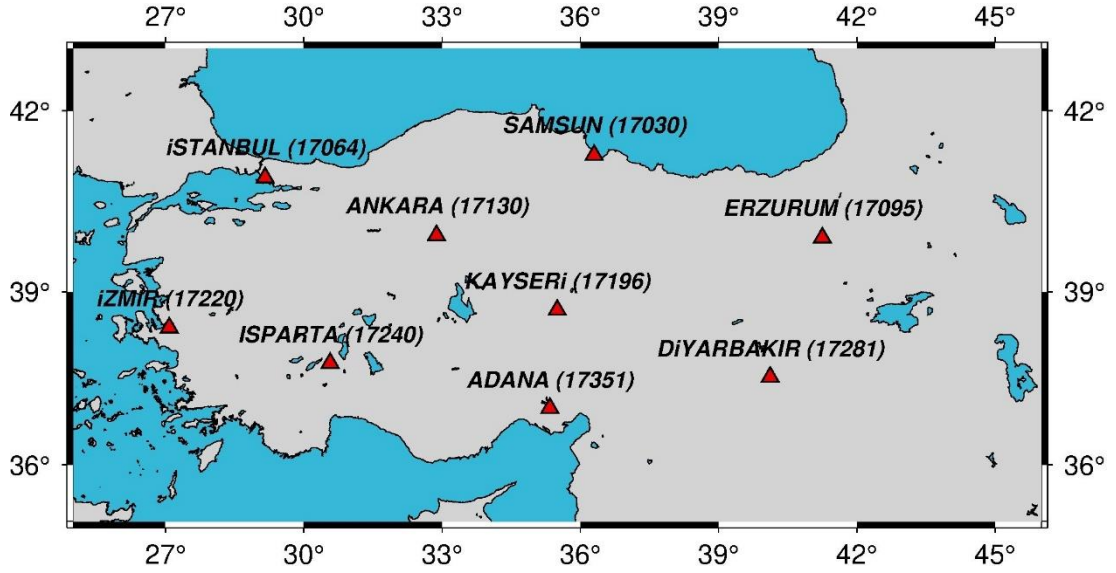 27° 30° 33° 36° 39° 42° 45°
42° 42°
SAMSUN (17030)
iSTANBUL (17064)
ANKARA (17130)
ERZURUM (17095)
39° 39°
KAYSERi (17196)
iZMiR (17220)
ISPARTA (17240)
DiYARBAKIR (17281)
ADANA (17351)
36° 36°
27° 30° 33° 36° 39° 42° 45°